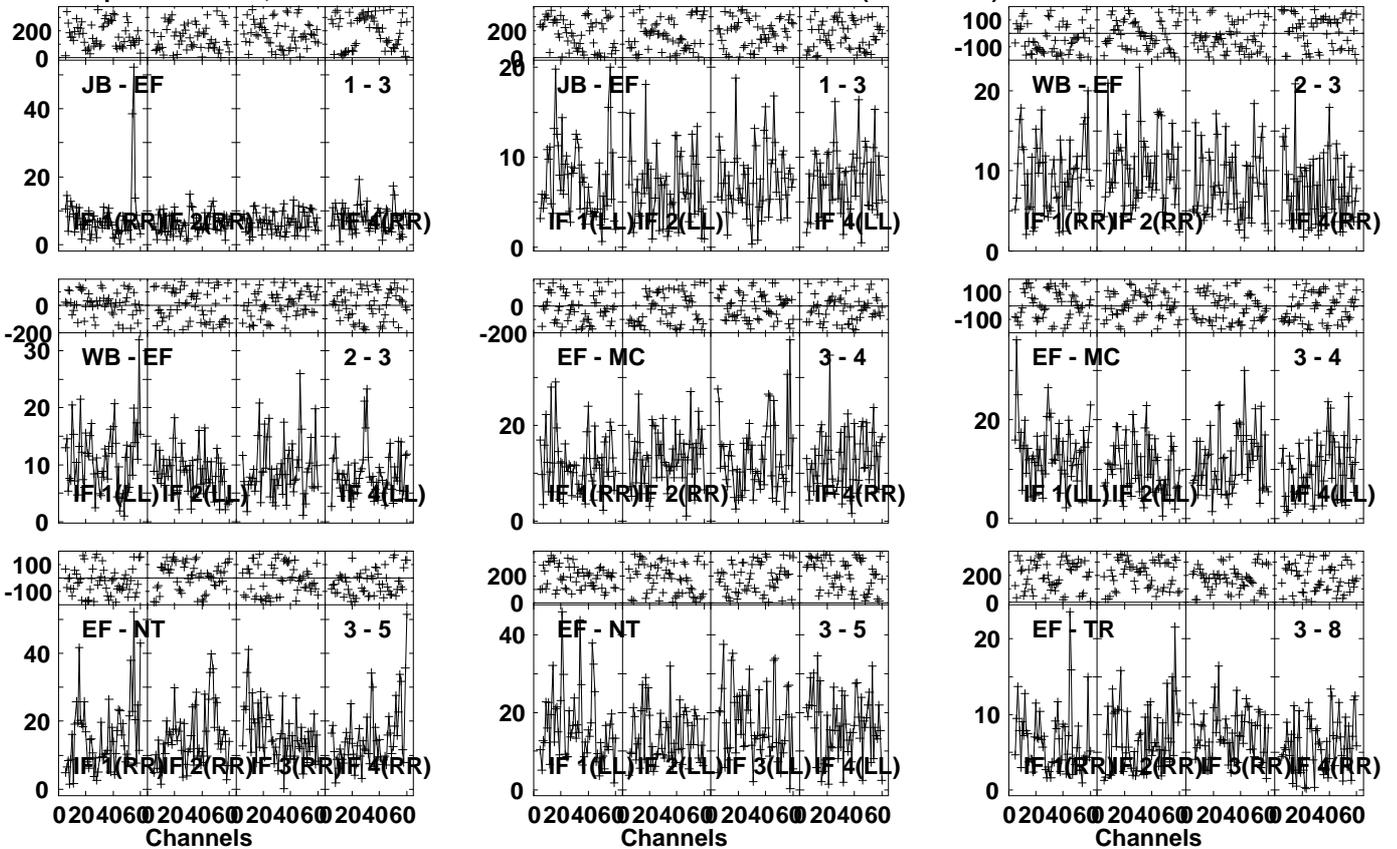 200 200 100
0 0 -100
JB - EF 1 - 3 20 JB - EF 1 - 3 WB - EF 2 - 3
40 20
20 10 10
IF 1(RR) IF 2(RR) IF 4(RR) IF 1(LL) IF 2(LL) IF 4(LL) IF 1(RR) IF 2(RR) IF 4(RR)
0 0 0
0 0 100
-200 -200 -100
30 WB - EF 2 - 3 EF - MC 3 - 4 EF - MC 3 - 4
20 20 20
10
IF 1(LL) IF 2(LL) IF 4(LL) IF 1(RR) IF 2(RR) IF 4(RR) IF 1(LL) IF 2(LL) IF 4(LL)
0 0 0
100 200 200
-100 0 0
EF - NT 3 - 5 EF - NT 3 - 5 EF - TR 3 - 8
40 40 20
20 20 10
IF 1(RR) IF 2(RR) IF 3(RR) IF 4(RR) IF 1(LL) IF 2(LL) IF 3(LL) IF 4(LL) IF 1(RR) IF 2(RR) IF 3(RR) IF 4(RR)
0 0 0
0 20 40 60 0 20 40 60 0 20 40 60 0 20 40 60 0 20 40 60 0 20 40 60 0 20 40 60 0 20 40 60 0 20 40 60 0 20 40 60 0 20 40 60 0 20 40 60
Channels Channels Channels